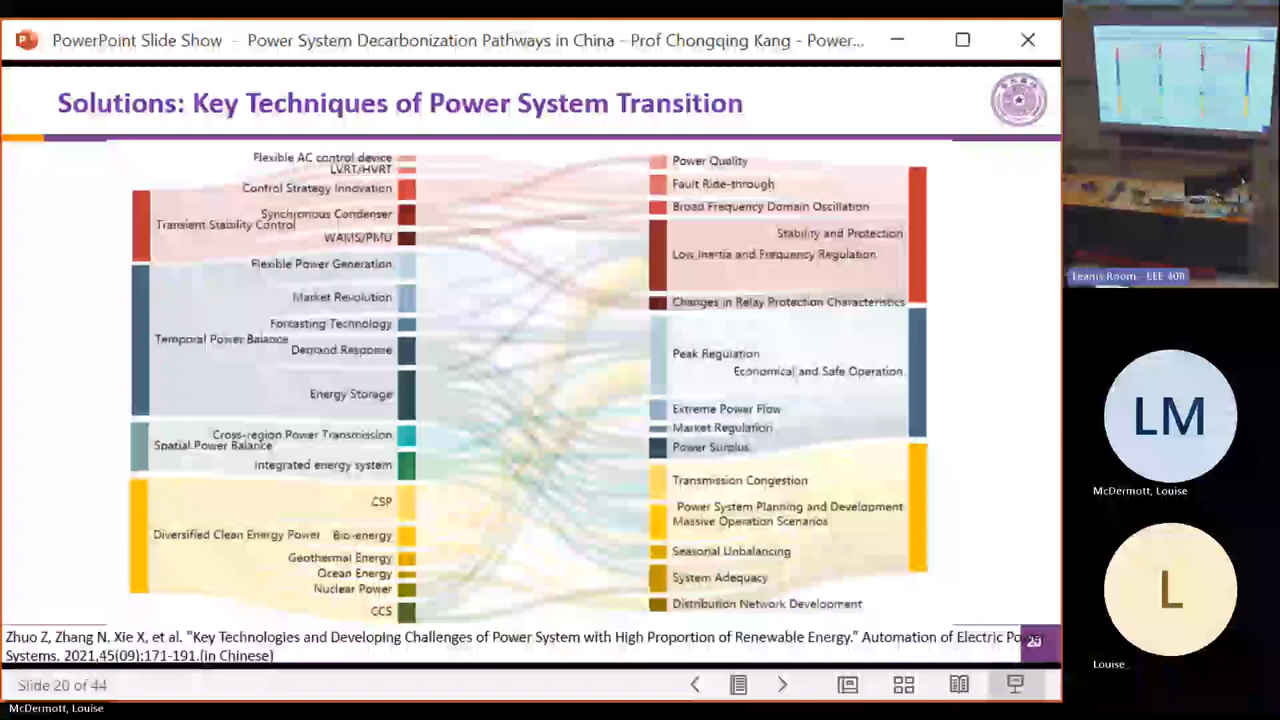 PowerPoint Slide Show - Power System Decarbonization Pathways in China - Prof Chongqing Kang - Power...
Solutions: Key Techniques of Power System Transition
Flexible AC control device
LVRT/HVRT
Control Strategy Innovation
Synchronous Condenser
Transient Stability Control
WAMS/PMU
Flexible Power Generation
Market Revolution
Forcasting Technology
Temporal Power Balance
Demand Response
Energy Storage
Cross-region Power Transmission
Spatial Power Balance
Integrated energy system
CSP
Diversified Clean Energy Power
Bio-energy
Geothermal Energy
Ocean Energy
Nuclear Power
CCS
Power Quality
Fault Ride-through
Broad Frequency Domain Oscillation
Stability and Protection
Low Inertia and Frequency Regulation
Changes in Relay Protection Characteristics
Peak Regulation
Economical and Safe Operation
Extreme Power Flow
Market Regulation
Power Surplus
Transmission Congestion
Power System Planning and Development
Massive Operation Scenarios
Seasonal Unbalancing
System Adequacy
Distribution Network Development
Zhuo Z, Zhang N. Xie X, et al. "Key Technologies and Developing Challenges of Power System with High Proportion of Renewable Energy." Automation of Electric Power
Systems. 2021,45(09):171-191.(in Chinese)
Slide 20 of 44
McDermott, Louise
Teams Room - LEE 409
LM
McDermott, Louise
L
Louise